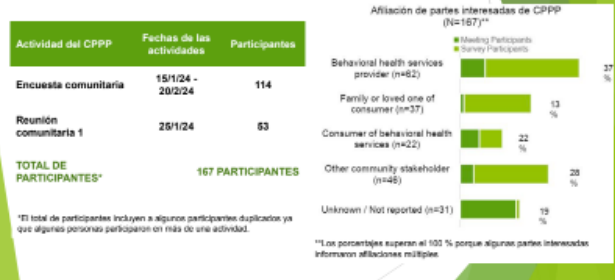 Actividad del CPPP
Fechas de las
actividades
Participantes
Encuesta comunitaria
15/1/24 -
20/2/24
114
Reunión
comunitaria 1
25/1/24
53
TOTAL DE
PARTICIPANTES*
167 PARTICIPANTES
*El total de participantes incluyen a algunos participantes duplicados ya
que algunas personas participaron en más de una actividad.
Afiliación de partes interesadas de CPPP
(N=167)**
Meeting Participants
Survey Participants
Behavioral health services
provider (n=62)
37
%
Family or loved one of
consumer (n=37)
13
%
Consumer of behavioral health
services (n=22)
22
%
Other community stakeholder
(n=46)
28
%
Unknown / Not reported (n=31)
19
%
**Los porcentajes superan el 100 % porque algunas partes interesadas
informaron afiliaciones múltiples